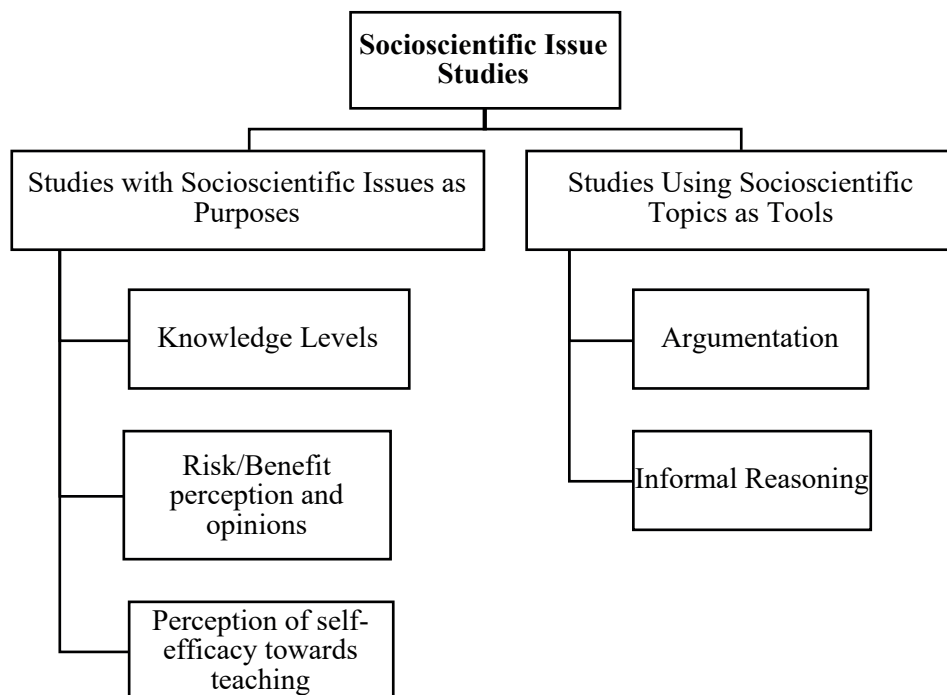 Socioscientific Issue
Studies
Studies with Socioscientific Issues as
Purposes
Studies Using Socioscientific
Topics as Tools
Knowledge Levels
Risk/Benefit
perception and
opinions
Perception of self-
efficacy towards
teaching
Argumentation
Informal Reasoning